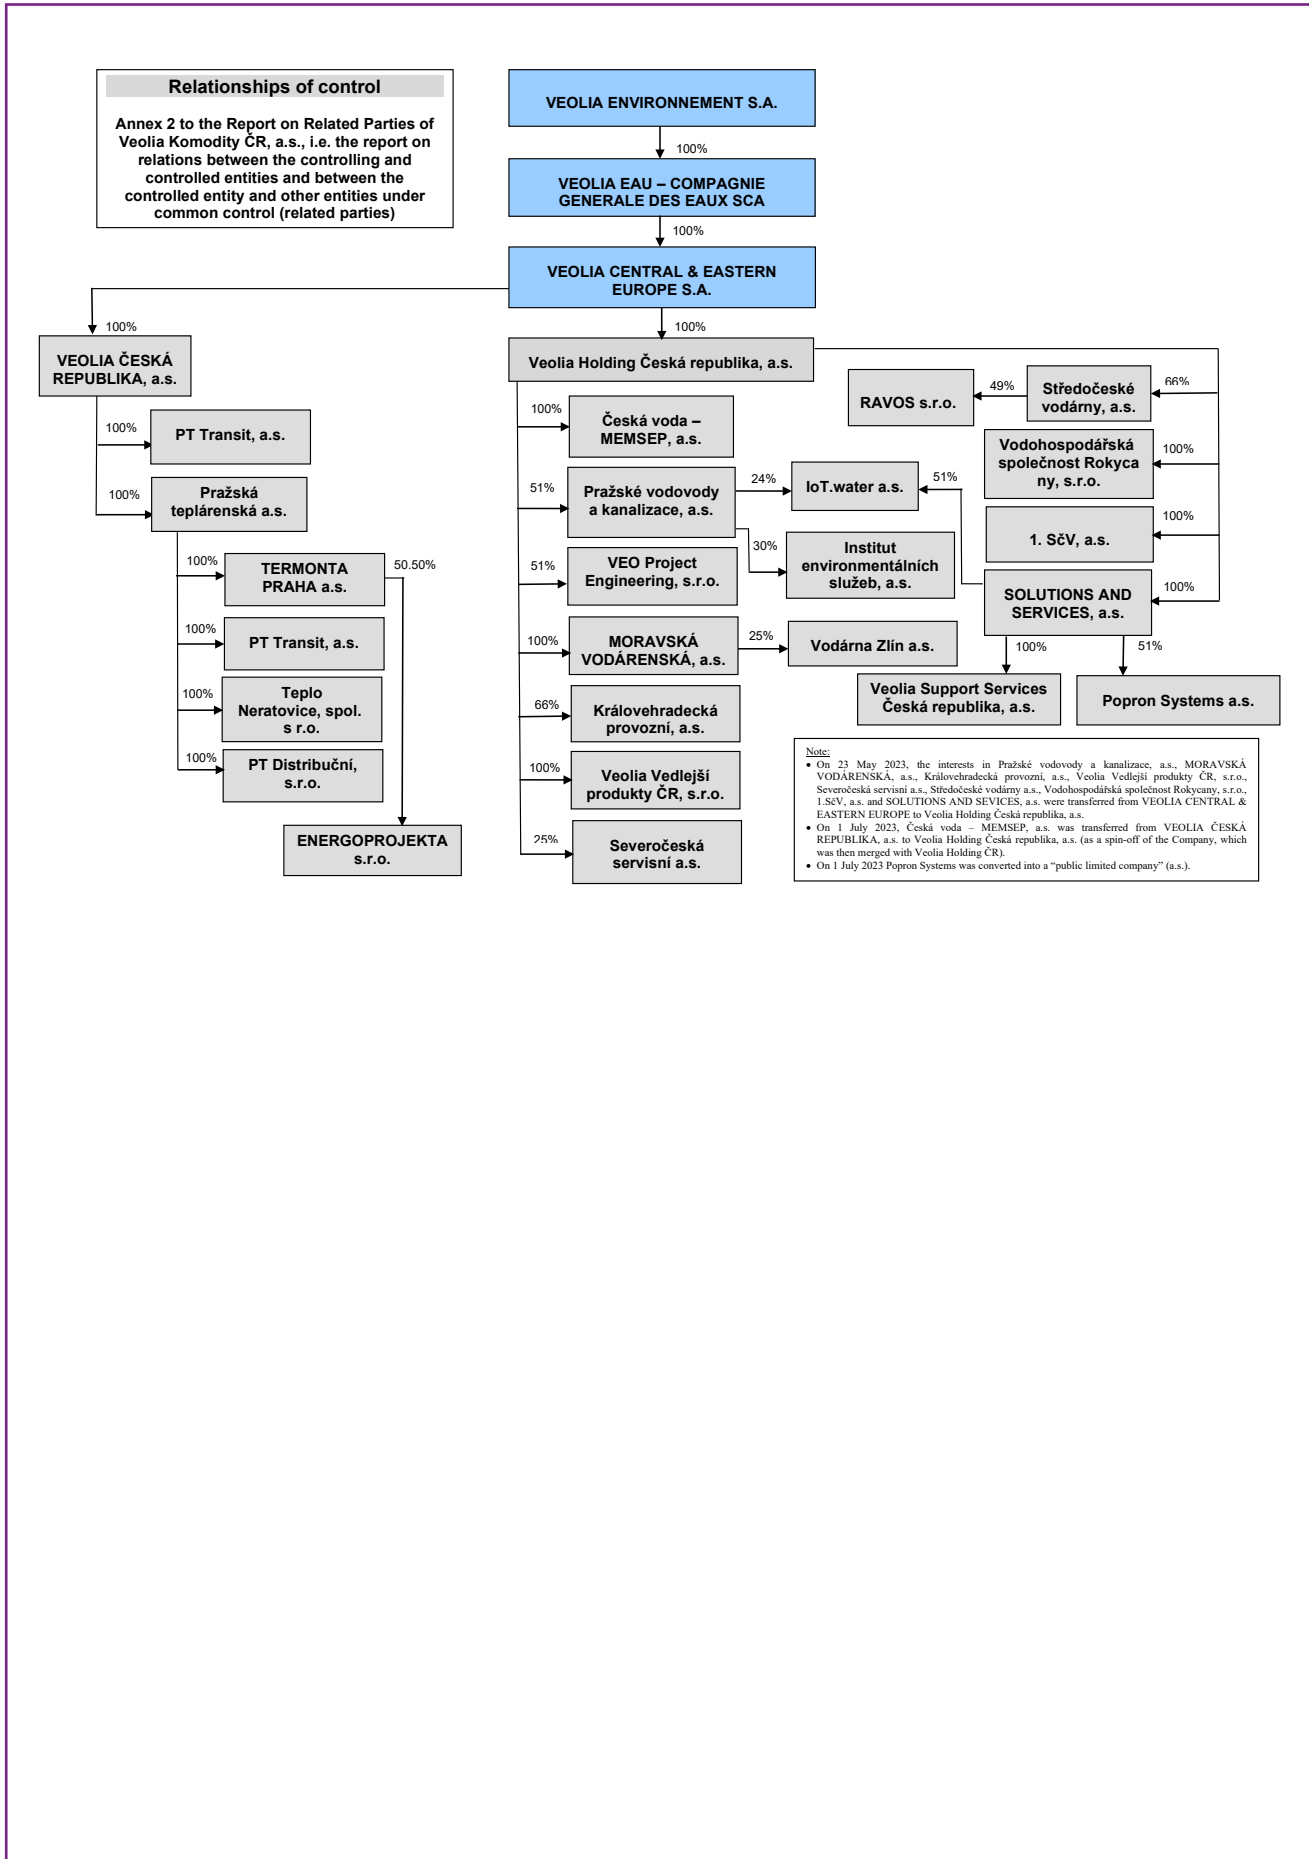 Relationships of control
Annex 2 to the Report on Related Parties of
Veolia Komodity ČR, a.s., i.e. the report on
relations between the controlling and
controlled entities and between the
controlled entity and other entities under
common control (related parties)
VEOLIA ENVIRONNEMENT S.A.
100%
VEOLIA EAU – COMPAGNIE
GENERALE DES EAUX SCA
100%
VEOLIA CENTRAL & EASTERN
EUROPE S.A.
100%
100%
VEOLIA ČESKÁ
REPUBLIKA, a.s.
100%
PT Transit, a.s.
100%
Pražská
teplárenská a.s.
100%
TERMONTA
PRAHA a.s.
50.50%
100%
PT Transit, a.s.
100%
Teplo
Neratovice, spol.
s r.o.
100%
PT Distribuční,
s.r.o.
ENERGOPROJEKTA
s.r.o.
Veolia Holding Česká republika, a.s.
100%
Česká voda –
MEMSEP, a.s.
51%
Pražské vodovody
a kanalizace, a.s.
24%
IoT.water a.s.
51%
30%
Institut
environmentálních
služeb, a.s.
51%
VEO Project
Engineering, s.r.o.
100%
MORAVSKÁ
VODÁRENSKÁ, a.s.
25%
Vodárna Zlín a.s.
66%
Královehradecká
provozní, a.s.
100%
Veolia Vedlejší
produkty ČR, s.r.o.
25%
Severočeská
servisní a.s.
RAVOS s.r.o.
49%
Středočeské
vodárny, a.s.
66%
Vodohospodářská
společnost Rokyca
ny, s.r.o.
100%
1. SčV, a.s.
100%
SOLUTIONS AND
SERVICES, a.s.
100%
100%
51%
Veolia Support Services
Česká republika, a.s.
Popron Systems a.s.
Note:
• On 23 May 2023, the interests in Pražské vodovody a kanalizace, a.s., MORAVSKÁ
VODÁRENSKÁ, a.s., Královehradecká provozní, a.s., Veolia Vedlejší produkty ČR, s.r.o.,
Severočeská servisní a.s., Středočeské vodárny a.s., Vodohospodářská společnost Rokycany, s.r.o.,
1.SčV, a.s. and SOLUTIONS AND SEVICES, a.s. were transferred from VEOLIA CENTRAL &
EASTERN EUROPE to Veolia Holding Česká republika, a.s.
• On 1 July 2023, Česká voda – MEMSEP, a.s. was transferred from VEOLIA ČESKÁ
REPUBLIKA, a.s. to Veolia Holding Česká republika, a.s. (as a spin-off of the Company, which
was then merged with Veolia Holding ČR).
• On 1 July 2023 Popron Systems was converted into a “public limited company” (a.s.).